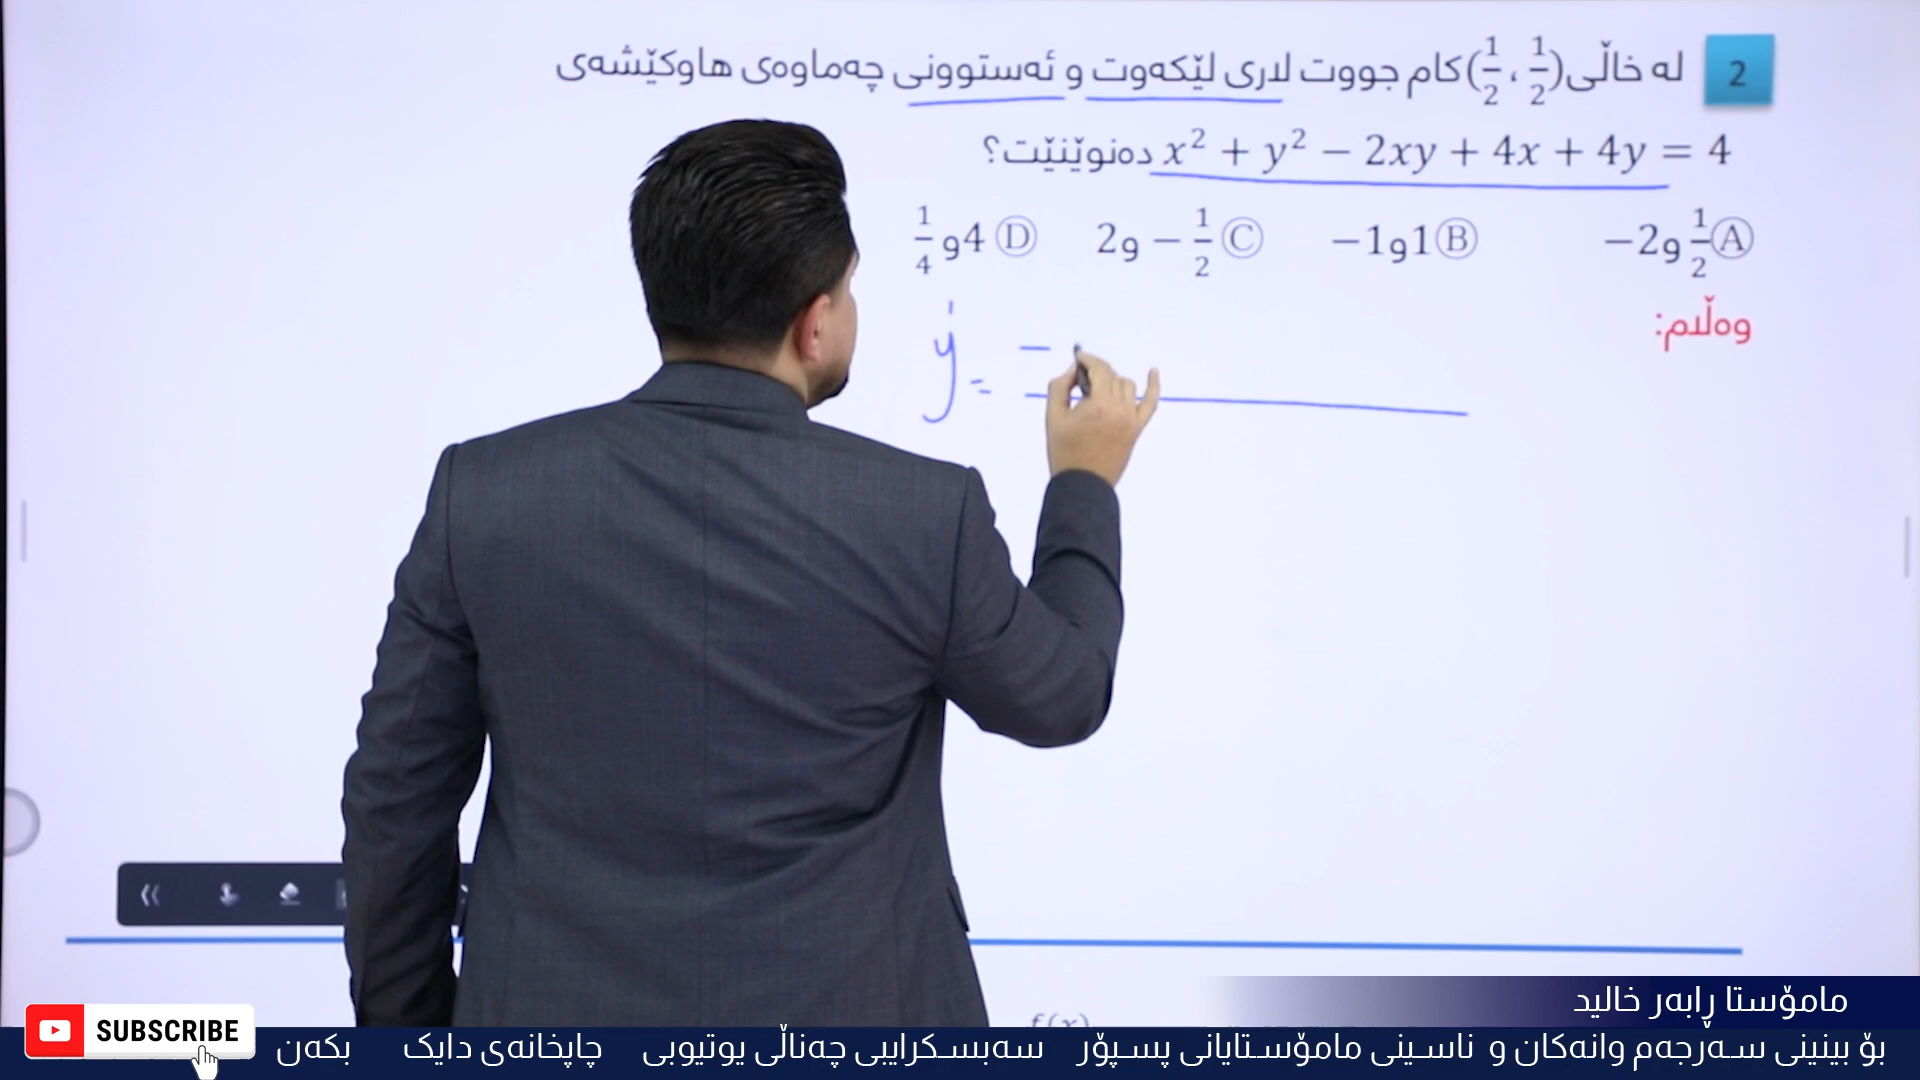 2 لە خاڵی(1/2 ، 1/2)کام جووت لاری لێکەوت و ئەستوونی چەماوەی هاوکێشەی
x² + y² − 2xy + 4x + 4y = 4 دەنوێنێت؟
Ⓐ 1/2 و −2 Ⓑ 1 و −1 Ⓒ −1/2 و 2 Ⓓ 4 و 1/4
وەڵام:
y' = −
f(x)
مامۆستا ڕابەر خالید
SUBSCRIBE
بۆ بینینی سەرجەم وانەکان و ناسینی مامۆستایانی پسپۆر سەبسکرایبی چەناڵی یوتیوبی چاپخانەی دایک بکەن